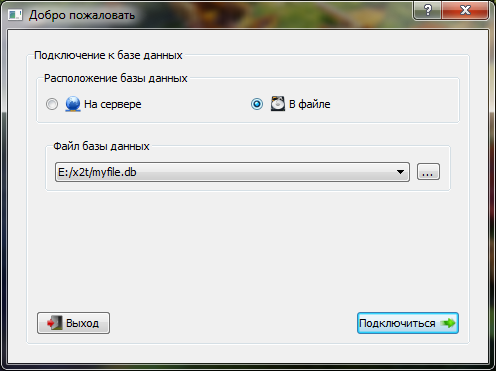 Добро пожаловать
Подключение к базе данных
Расположение базы данных
На сервере В файле
Файл базы данных
E:/x2t/myfile.db ...
Выход Подключиться